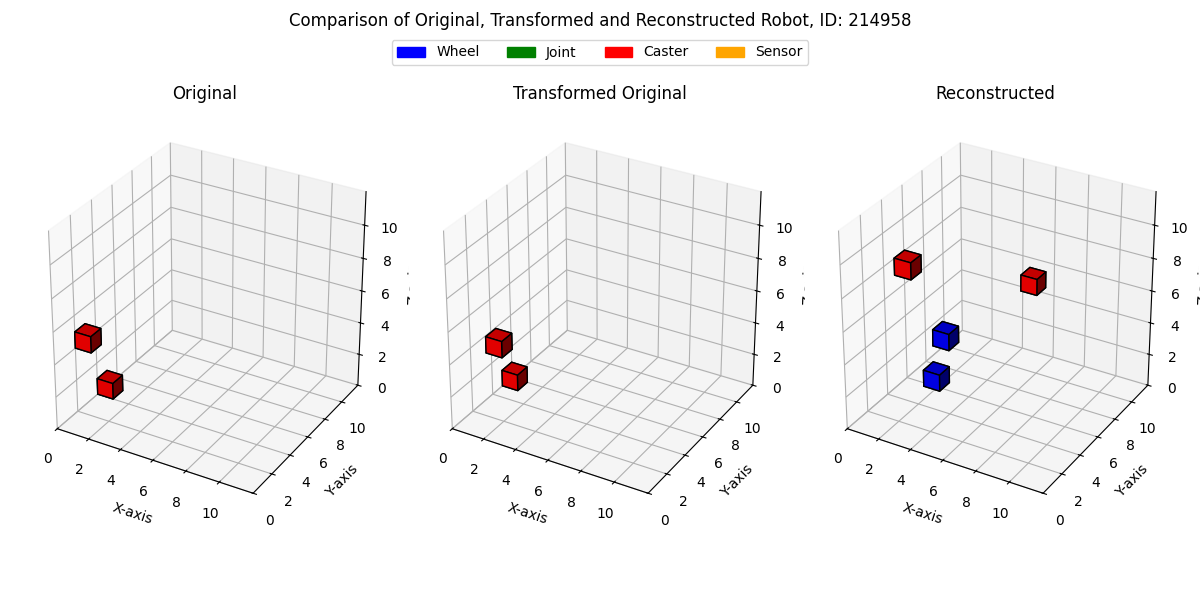 Comparison of Original, Transformed and Reconstructed Robot, ID: 214958
Wheel Joint Caster Sensor
Original
Transformed Original
Reconstructed
0 2 4 6 8 10
X-axis
0 2 4 6 8 10
Y-axis
0 2 4 6 8 10
0 2 4 6 8 10
X-axis
0 2 4 6 8 10
Y-axis
0 2 4 6 8 10
0 2 4 6 8 10
X-axis
0 2 4 6 8 10
Y-axis
0 2 4 6 8 10